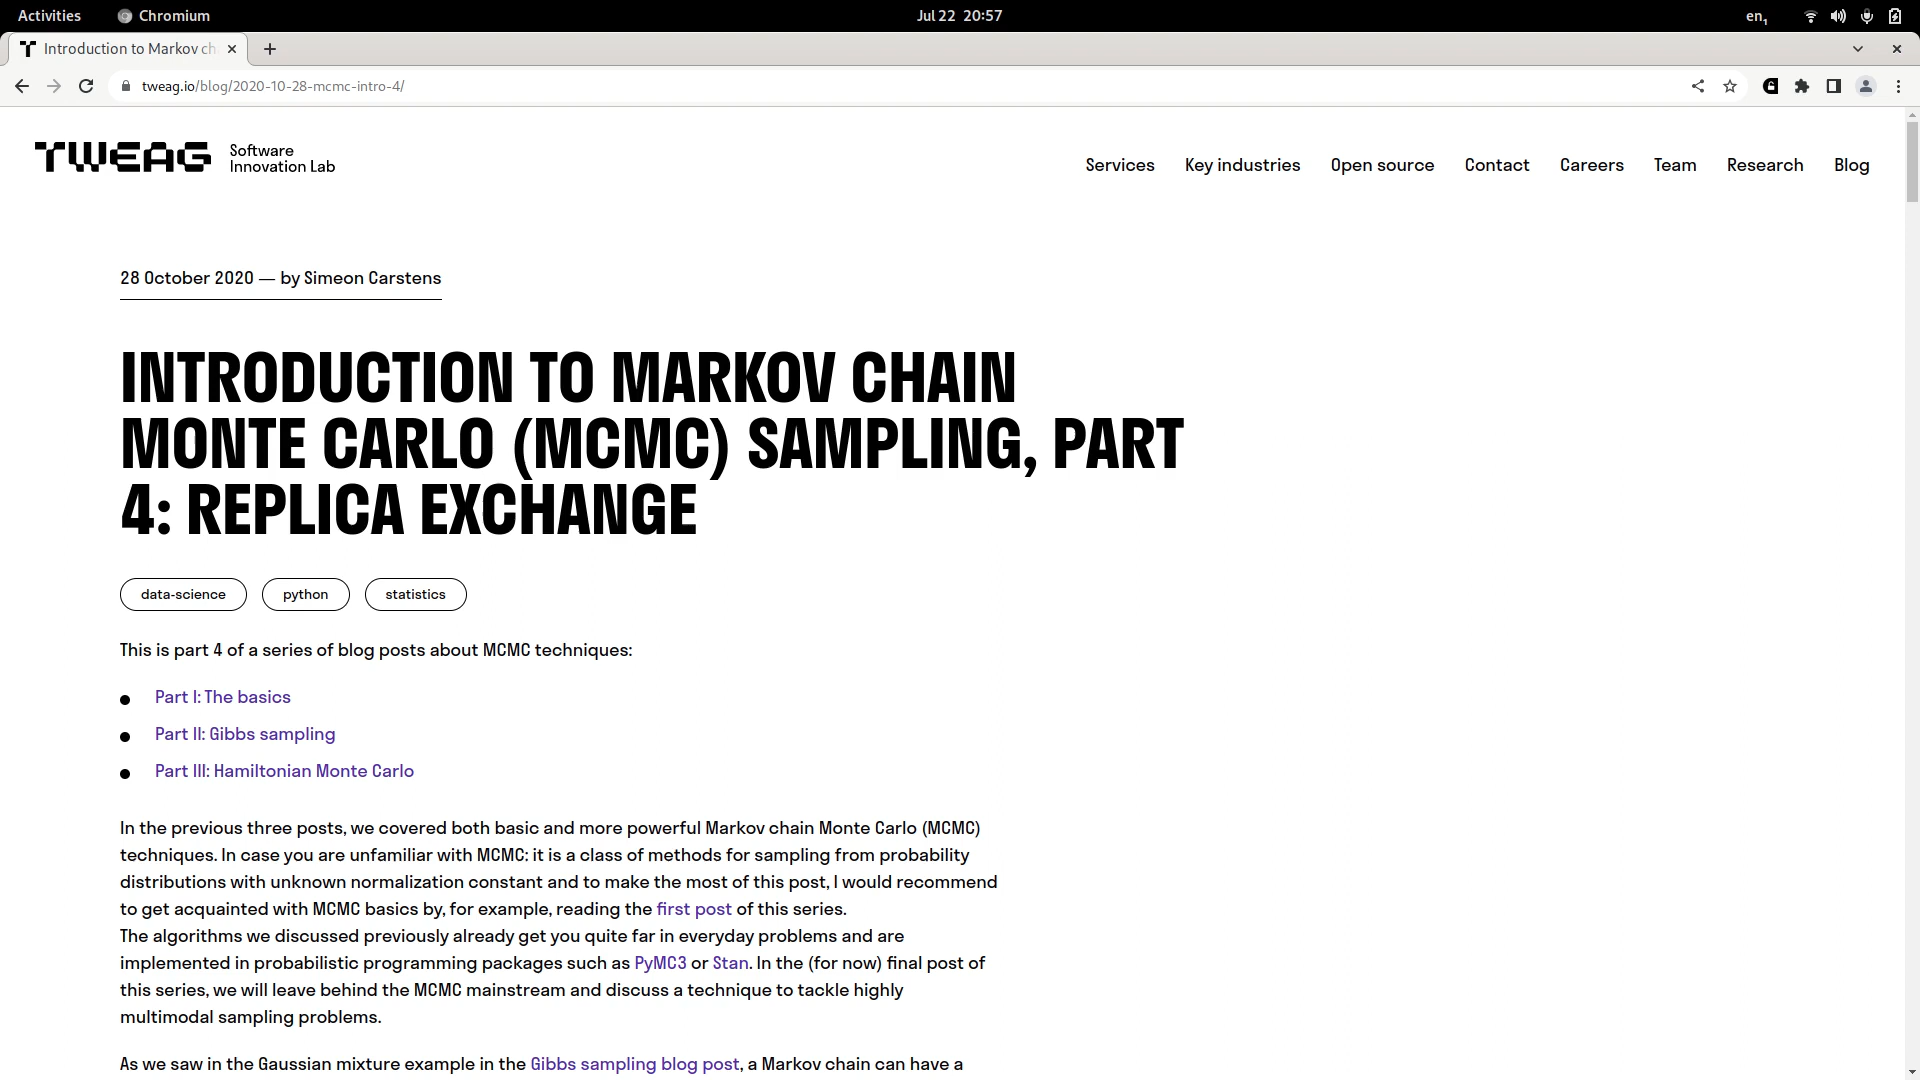 Activities
Chromium
Jul 22 20:57
en1
Introduction to Markov ch
tweag.io/blog/2020-10-28-mcmc-intro-4/
TWEAG
Software
Innovation Lab
Services
Key industries
Open source
Contact
Careers
Team
Research
Blog
28 October 2020 — by Simeon Carstens
INTRODUCTION TO MARKOV CHAIN
MONTE CARLO (MCMC) SAMPLING, PART
4: REPLICA EXCHANGE
data-science
python
statistics
This is part 4 of a series of blog posts about MCMC techniques:
Part I: The basics
Part II: Gibbs sampling
Part III: Hamiltonian Monte Carlo
In the previous three posts, we covered both basic and more powerful Markov chain Monte Carlo (MCMC)
techniques. In case you are unfamiliar with MCMC: it is a class of methods for sampling from probability
distributions with unknown normalization constant and to make the most of this post, I would recommend
to get acquainted with MCMC basics by, for example, reading the first post of this series.
The algorithms we discussed previously already get you quite far in everyday problems and are
implemented in probabilistic programming packages such as PyMC3 or Stan. In the (for now) final post of
this series, we will leave behind the MCMC mainstream and discuss a technique to tackle highly
multimodal sampling problems.
As we saw in the Gaussian mixture example in the Gibbs sampling blog post, a Markov chain can have a